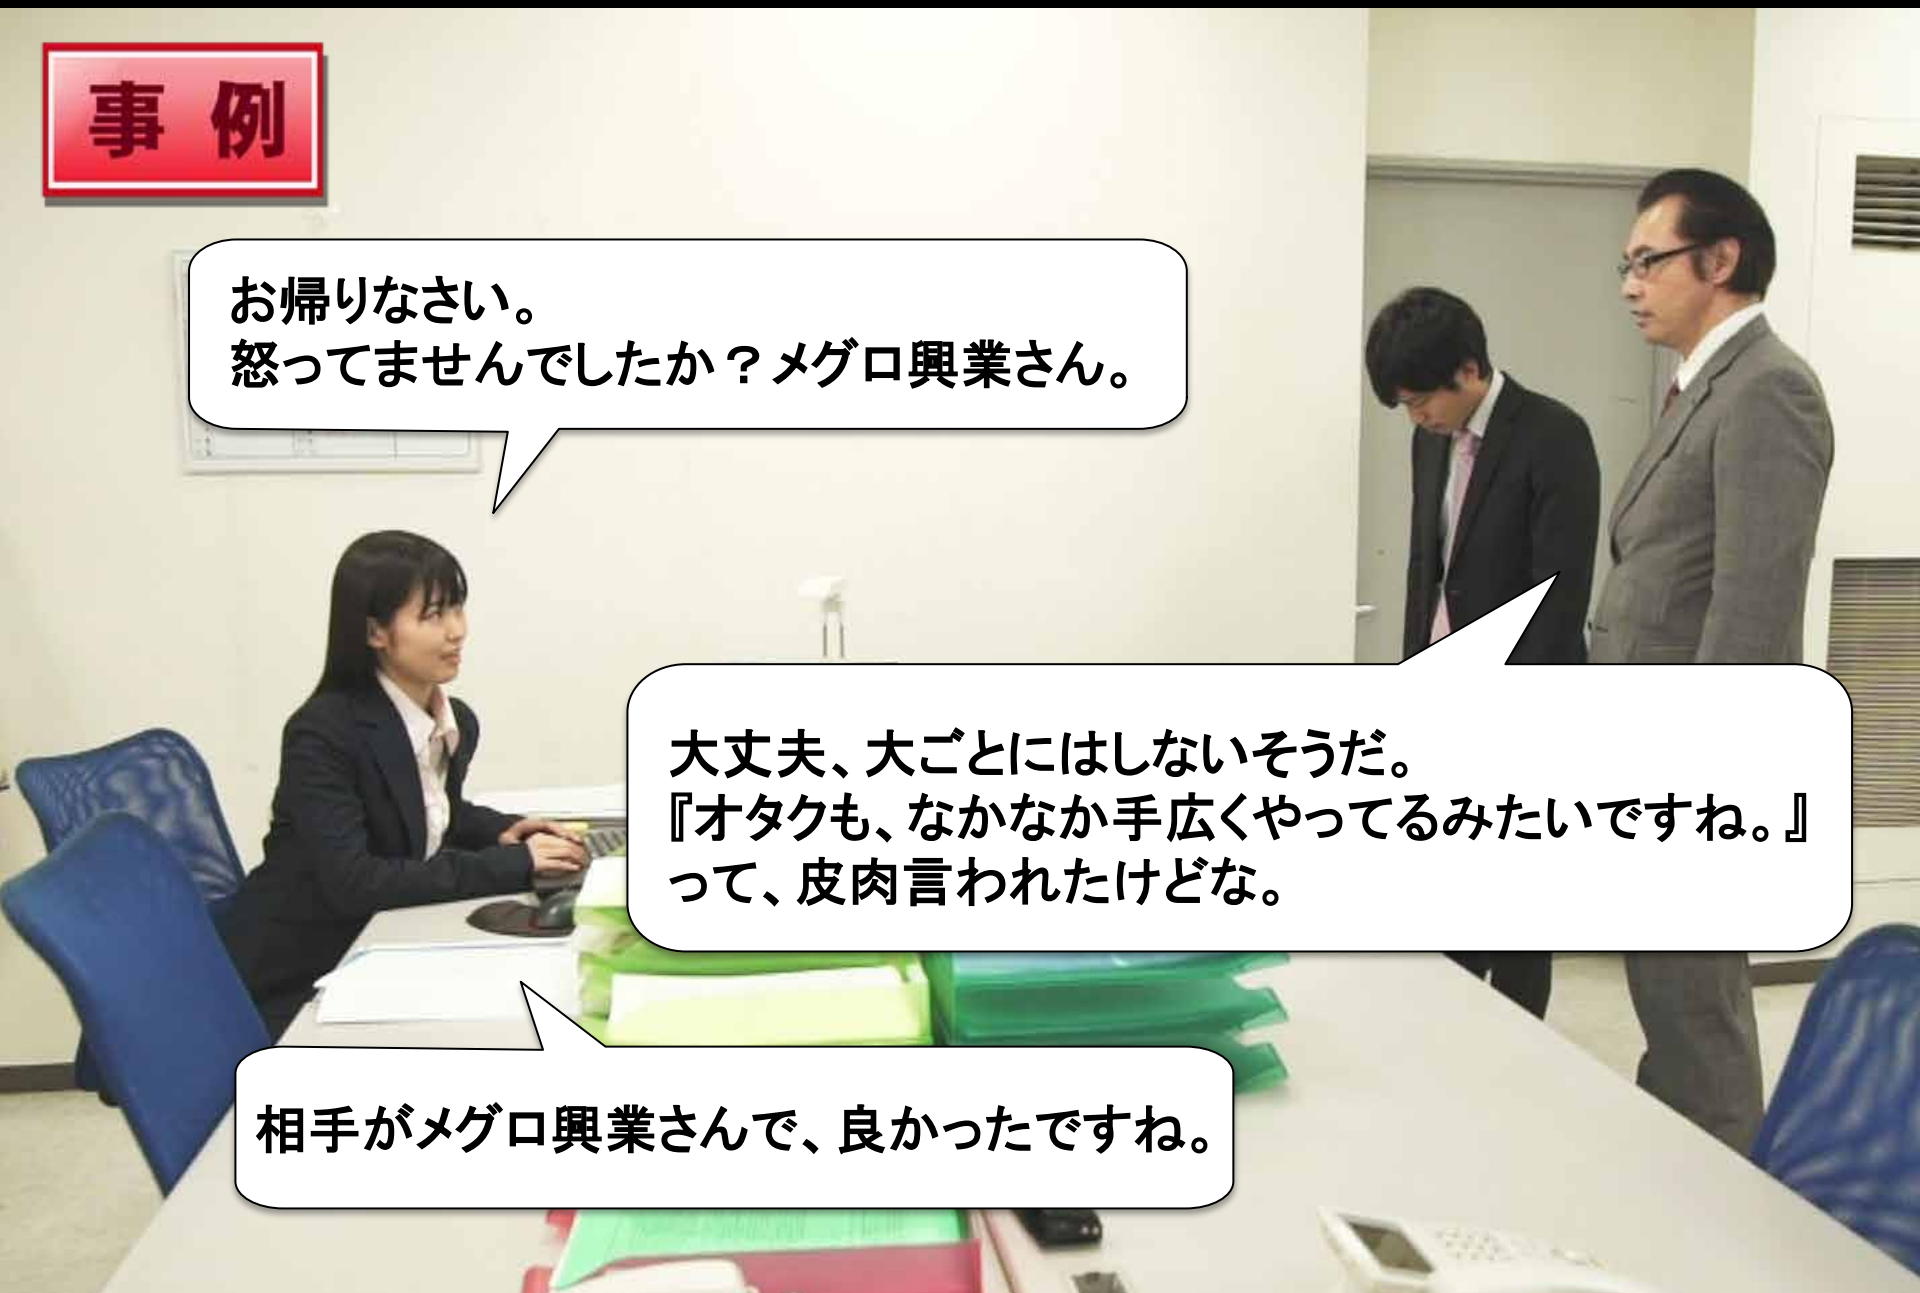 事例
お帰りなさい。
怒ってませんでしたか？メグロ興業さん。
大丈夫、大ごとにはしないそうだ。
『オタクも、なかなか手広くやってるみたいですね。』
って、皮肉言われたけどな。
相手がメグロ興業さんで、良かったですね。